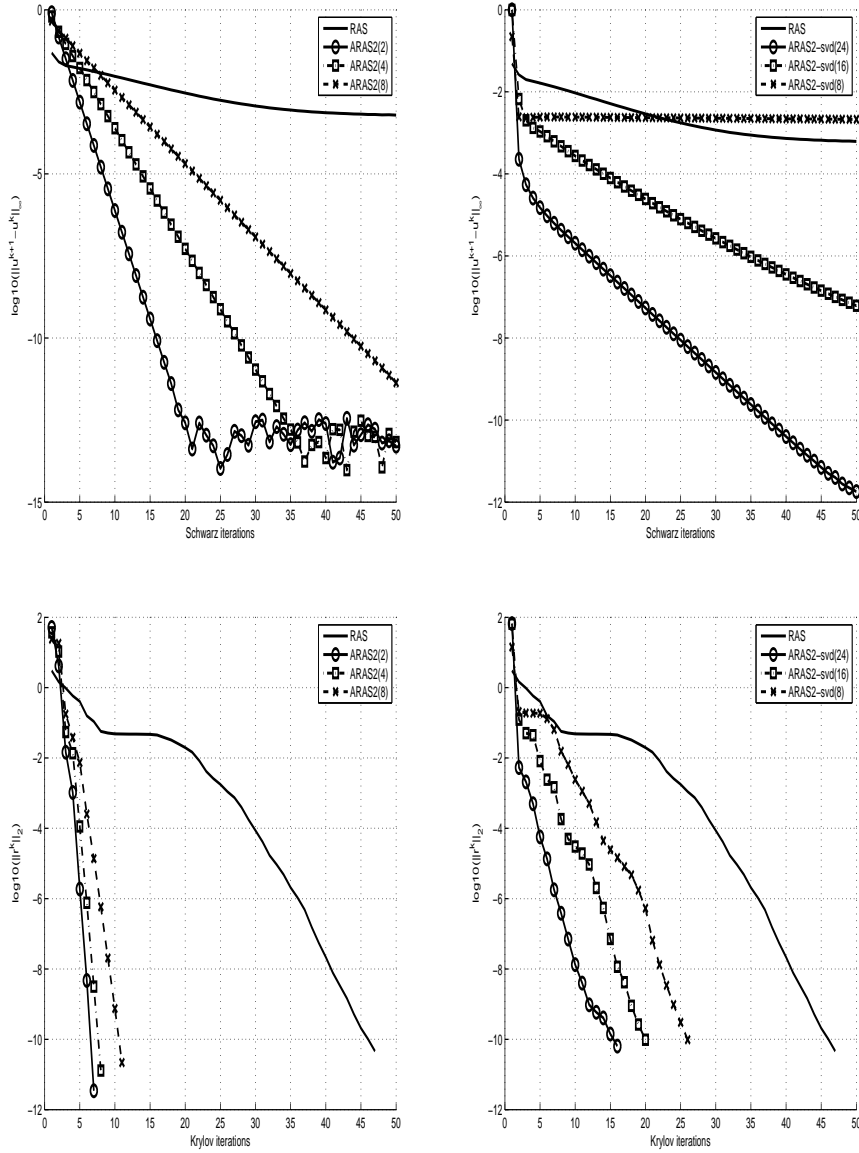 0
-5
-10
-15
0 5 10 15 20 25 30 35 40 45 50
Schwarz iterations
log10(||u^{k+1}-u^k||_∞)
RAS
ARAS2(2)
ARAS2(4)
ARAS2(8)
0
-2
-4
-6
-8
-10
-12
0 5 10 15 20 25 30 35 40 45 50
Schwarz iterations
log10(||u^{k+1}-u^k||_∞)
RAS
ARAS2-svd(24)
ARAS2-svd(16)
ARAS2-svd(8)
2
0
-2
-4
-6
-8
-10
-12
0 5 10 15 20 25 30 35 40 45 50
Krylov iterations
log10(||r^k||_2)
RAS
ARAS2(2)
ARAS2(4)
ARAS2(8)
2
0
-2
-4
-6
-8
-10
-12
0 5 10 15 20 25 30 35 40 45 50
Krylov iterations
log10(||r^k||_2)
RAS
ARAS2-svd(24)
ARAS2-svd(16)
ARAS2-svd(8)